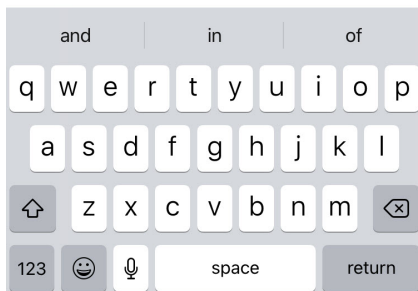 and in of
q w e r t y u i o p
a s d f g h j k l
z x c v b n m
123 space return